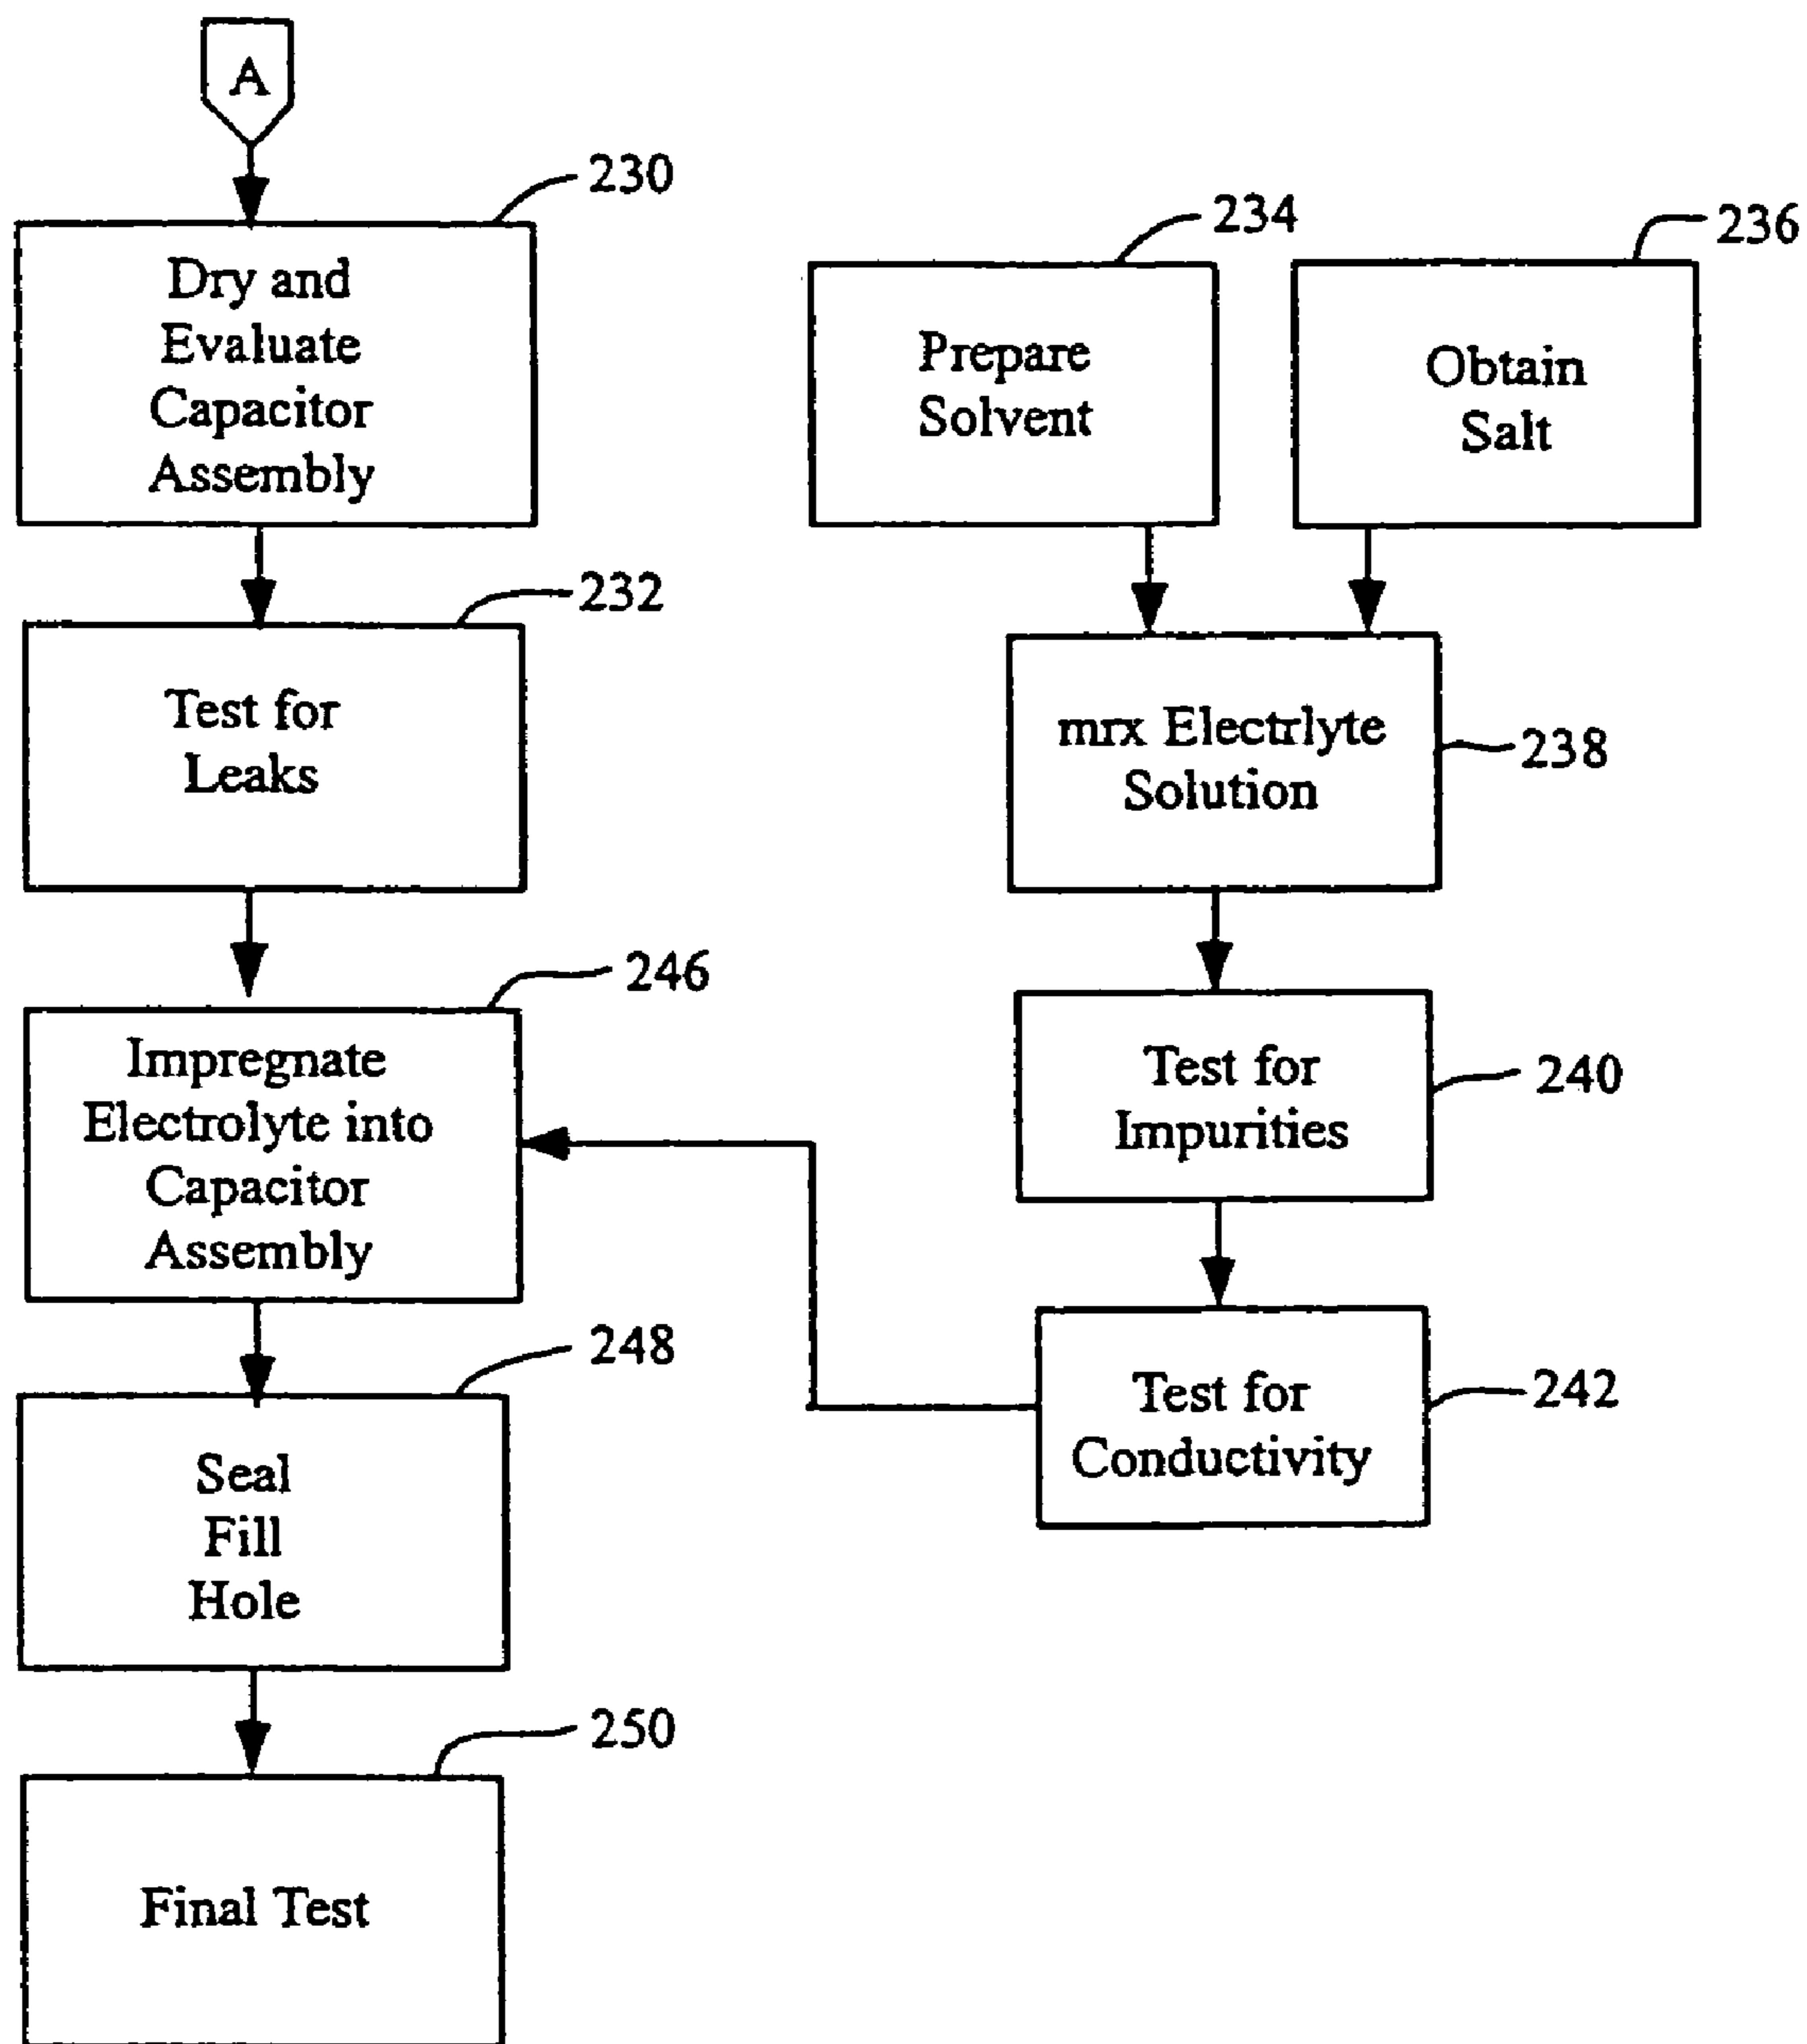 A
230
Dry and
Evaluate
Capacitor
Assembly
232
Test for
Leaks
246
Impregnate
Electrolyte into
Capacitor
Assembly
248
Seal
Fill
Hole
250
Final Test
234
Prepare
Solvent
236
Obtain
Salt
mrx Electrlyte
Solution
238
Test for
Impurities
240
Test for
Conductivity
242